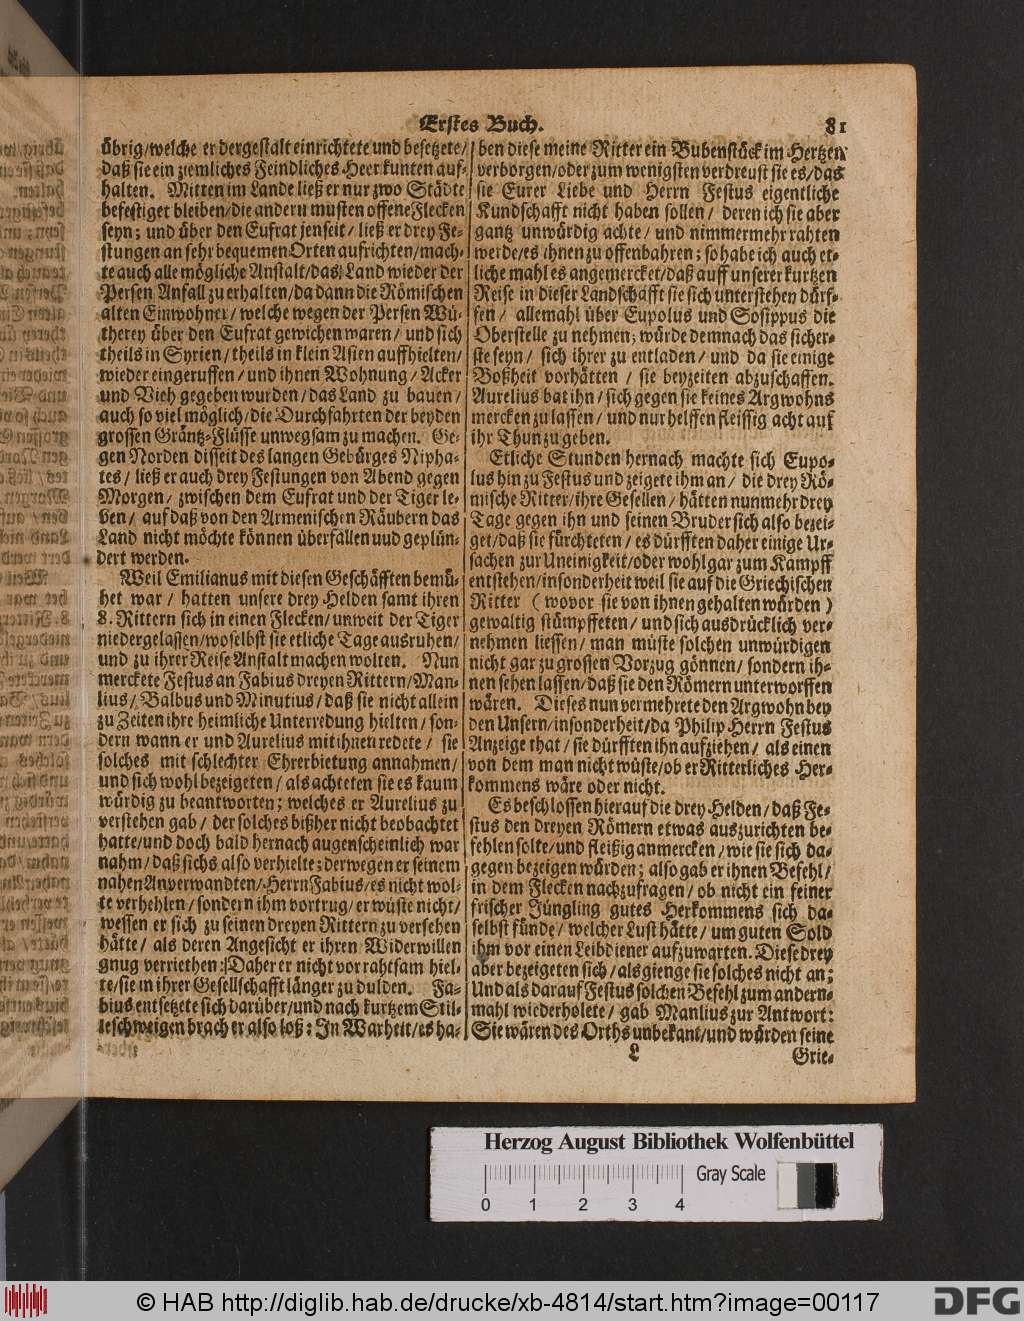 Erstes Buch. 81
übrig/welche er dergestalt einrichtete und besetzete/
daß sie ein ziemliches Feindliches Heer kunten auf-
halten. Mitten im Lande ließ er nur zwo Städte
befestiget bleiben/die andern musten offene Flecken
seyn; und über den Eufrat jenseit/ ließ er drey Fe-
stungen an sehr bequemen Orten aufrichten/mach-
te auch alle mögliche Anstalt/das Land wieder der
Persen Anfall zu erhalten/da dann die Römischen
alten Einwohner/ welche wegen der Persen Wü-
therey über den Eufrat gewichen waren/ und sich
theils in Syrien/theils in klein Asien auffhielten/
wieder eingeruffen/und ihnen Wohnung/ Acker
und Vieh gegeben wurden/das Land zu bauen/
auch so viel möglich/die Durchfahrten der beyden
grossen Gräntz-Flüsse unwegsam zu machen. Ge-
gen Norden disseit des langen Gebürges Nipha-
tes/ ließ er auch drey Festungen von Abend gegen
Morgen/ zwischen dem Eufrat und der Tiger le-
ben/ auf daß von den Armenischen Räubern das
Land nicht möchte können überfallen uud geplün-
dert werden.
Weil Emilianus mit diesen Geschäfften bemü-
het war/ hatten unsere drey Helden samt ihren
8. Rittern sich in einen Flecken/unweit der Tiger
niedergelassen/woselbst sie etliche Tage ausruhen/
und zu ihrer Reise Anstalt machen wolten. Nun
merckete Festus an Fabius dreyen Rittern/Man-
lius/Balbus und Minutius/daß sie nicht allein
zu Zeiten ihre heimliche Unterredung hielten/son-
dern wann er und Aurelius mit ihnen redete/ sie
solches mit schlechter Ehrerbietung annahmen/
und sich wohl bezeigeten/als achteten sie es kaum
würdig zu beantworten; welches er Aurelius zu
verstehen gab/ der solches bißher nicht beobachtet
hatte/und doch bald hernach augenscheinlich war
nahm/daß sichs also verhielte; derwegen er seinem
nahen Anverwandten/Herrn Fabius/es nicht wol-
te verhehlen/sondern ihm vortrug/er wüste nicht/
wessen er sich zu seinen dreyen Rittern zu versehen
hätte/ als deren Angesicht er ihren Widerwillen
gnug verriethen: Daher er nicht vor rahtsam hiel-
te/sie in ihrer Gesellschafft länger zu dulden. Fa-
bius entsetzete sich darüber/und nach kurtzem Stil-
leschweigen brach er also loß: In Warheit/es ha-
ben diese meine Ritter ein Bubenstück im Hertzen
verborgen/oder zum wenigsten verdreust sie es/daß
sie Eurer Liebe und Herrn Festus eigentliche
Kundschafft nicht haben sollen/ deren ich sie aber
gantz unwürdig achte/ und nimmermehr rahten
werde/es ihnen zu offenbahren; so habe ich auch et-
liche mahl es angemercket/daß auff unserer kurtzen
Reise in dieser Landschafft sie sich unterstehen dürf-
fen/ allemahl über Eupolus und Sosippus die
Oberstelle zu nehmen; würde demnach das sicher-
ste seyn/ sich ihrer zu entladen/ und da sie einige
Boßheit vorhätten/ sie beyzeiten abzuschaffen.
Aurelius bat ihn/sich gegen sie keines Argwohns
mercken zu lassen/ und nur helffen fleissig acht auf
ihr Thun zu geben.
Etliche Stunden hernach machte sich Eupo-
lus hin zu Festus und zeigete ihm an/ die drey Rö-
mische Ritter/ihre Gesellen/ hätten nunmehr drey
Tage gegen ihn und seinen Bruder sich also bezei-
get/daß sie fürchteten/ es dürfften daher einige Ur-
sachen zur Uneinigkeit/oder wohl gar zum Kampff
entstehen/insonderheit weil sie auf die Griechischen
Ritter (wovor sie von ihnen gehalten würden)
gewaltig stümpffeten/ und sich ausdrücklich ver-
nehmen liessen/ man müste solchen unwürdigen
nicht gar zu grossen Vorzug gönnen/ sondern ih-
nen sehen lassen/daß sie den Römern unterworffen
wären. Dieses nun vermehrete den Argwohn bey
den Unsern/insonderheit/da Philip Herrn Festus
Anzeige that/ sie dürfften ihn aufziehen/ als einen
von dem man nicht wüste/ob er Ritterliches Her-
kommens wäre oder nicht.
Es beschlossen hierauf die drey Helden/daß Fe-
stus den dreyen Römern etwas auszurichten be-
fehlen solte/und fleißig anmercken/wie sie sich da-
gegen bezeigen würden; also gab er ihnen Befehl/
in dem Flecken nachzufragen/ ob nicht ein feiner
frischer Jüngling gutes Herkommens sich da-
selbst fünde/ welcher Lust hätte/um guten Sold
ihm vor einen Leibdiener aufzuwarten. Diese drey
aber bezeigeten sich/als gienge sie solches nicht an;
Und als darauf Festus solchen Befehl zum andern-
mahl wiederholete/ gab Manlius zur Antwort:
Sie wären des Orths unbekant/und würden seine
L Grie-
Herzog August Bibliothek Wolfenbüttel
Gray Scale
0 1 2 3 4
© HAB http://diglib.hab.de/drucke/xb-4814/start.htm?image=00117
DFG